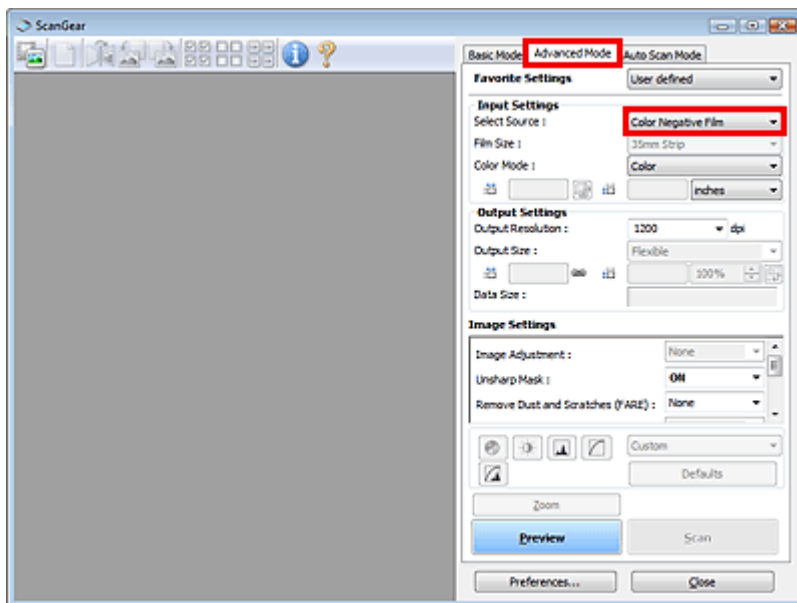 ScanGear
Basic Mode Advanced Mode Auto Scan Mode
Favorite Settings User defined
Input Settings
Select Source : Color Negative Film
Film Size : 35mm Strip
Color Mode : Color
inches
Output Settings
Output Resolution : 1200 dpi
Output Size : Flexible
100%
Data Size :
Image Settings
Image Adjustment : None
Unsharp Mask : ON
Remove Dust and Scratches (FARE) : None
Custom
Defaults
Zoom
Preview Scan
Preferences... Close